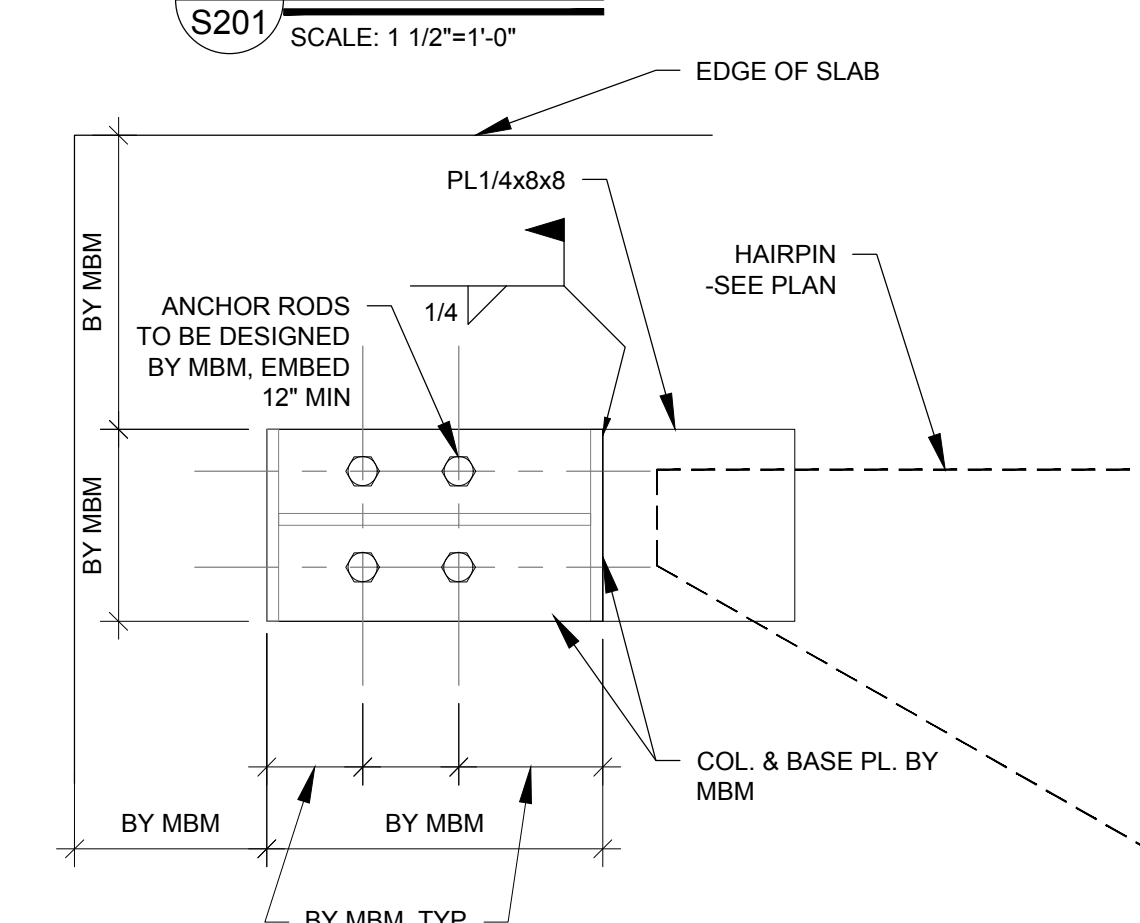 S201
SCALE: 1 1/2"=1'-0"
EDGE OF SLAB
PL1/4x8x8
HAIRPIN
-SEE PLAN
BY MBM
1/4
ANCHOR RODS
TO BE DESIGNED
BY MBM, EMBED
12" MIN
BY MBM
COL. & BASE PL. BY
MBM
BY MBM
BY MBM
BY MBM, TYP